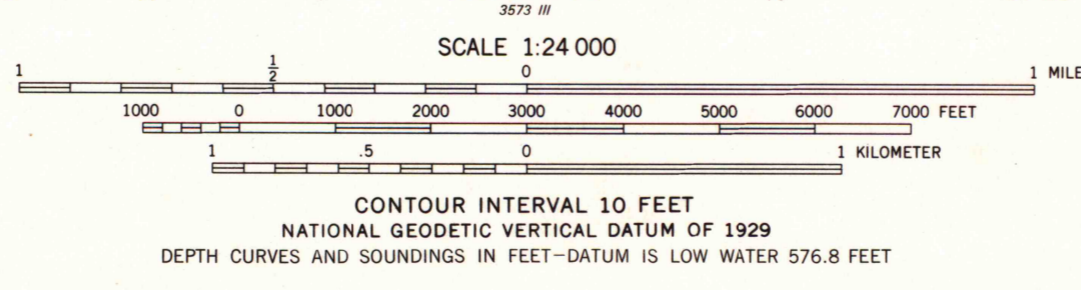 3573 III
SCALE 1:24 000
1 1/2 0 1 MILE
1000 0 1000 2000 3000 4000 5000 6000 7000 FEET
1 .5 0 1 KILOMETER
CONTOUR INTERVAL 10 FEET
NATIONAL GEODETIC VERTICAL DATUM OF 1929
DEPTH CURVES AND SOUNDINGS IN FEET—DATUM IS LOW WATER 576.8 FEET